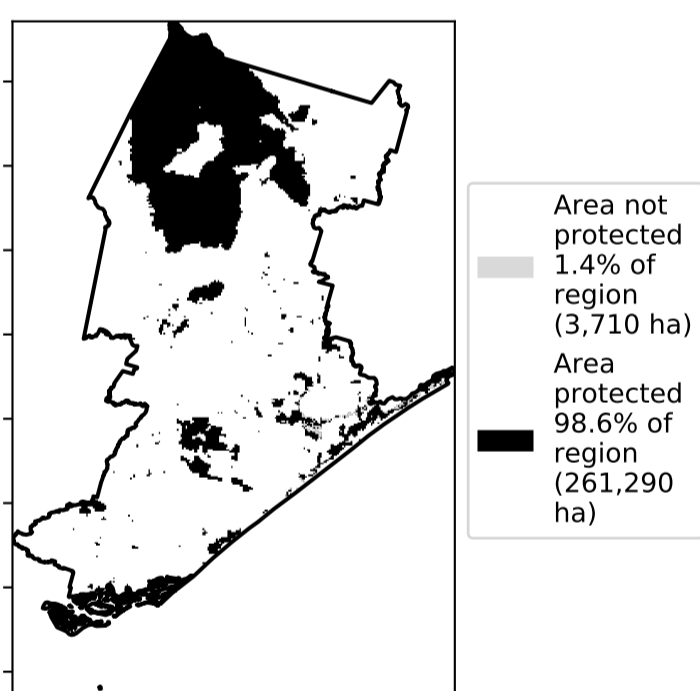 Area not
protected
1.4% of
region
(3,710 ha)
Area
protected
98.6% of
region
(261,290
ha)